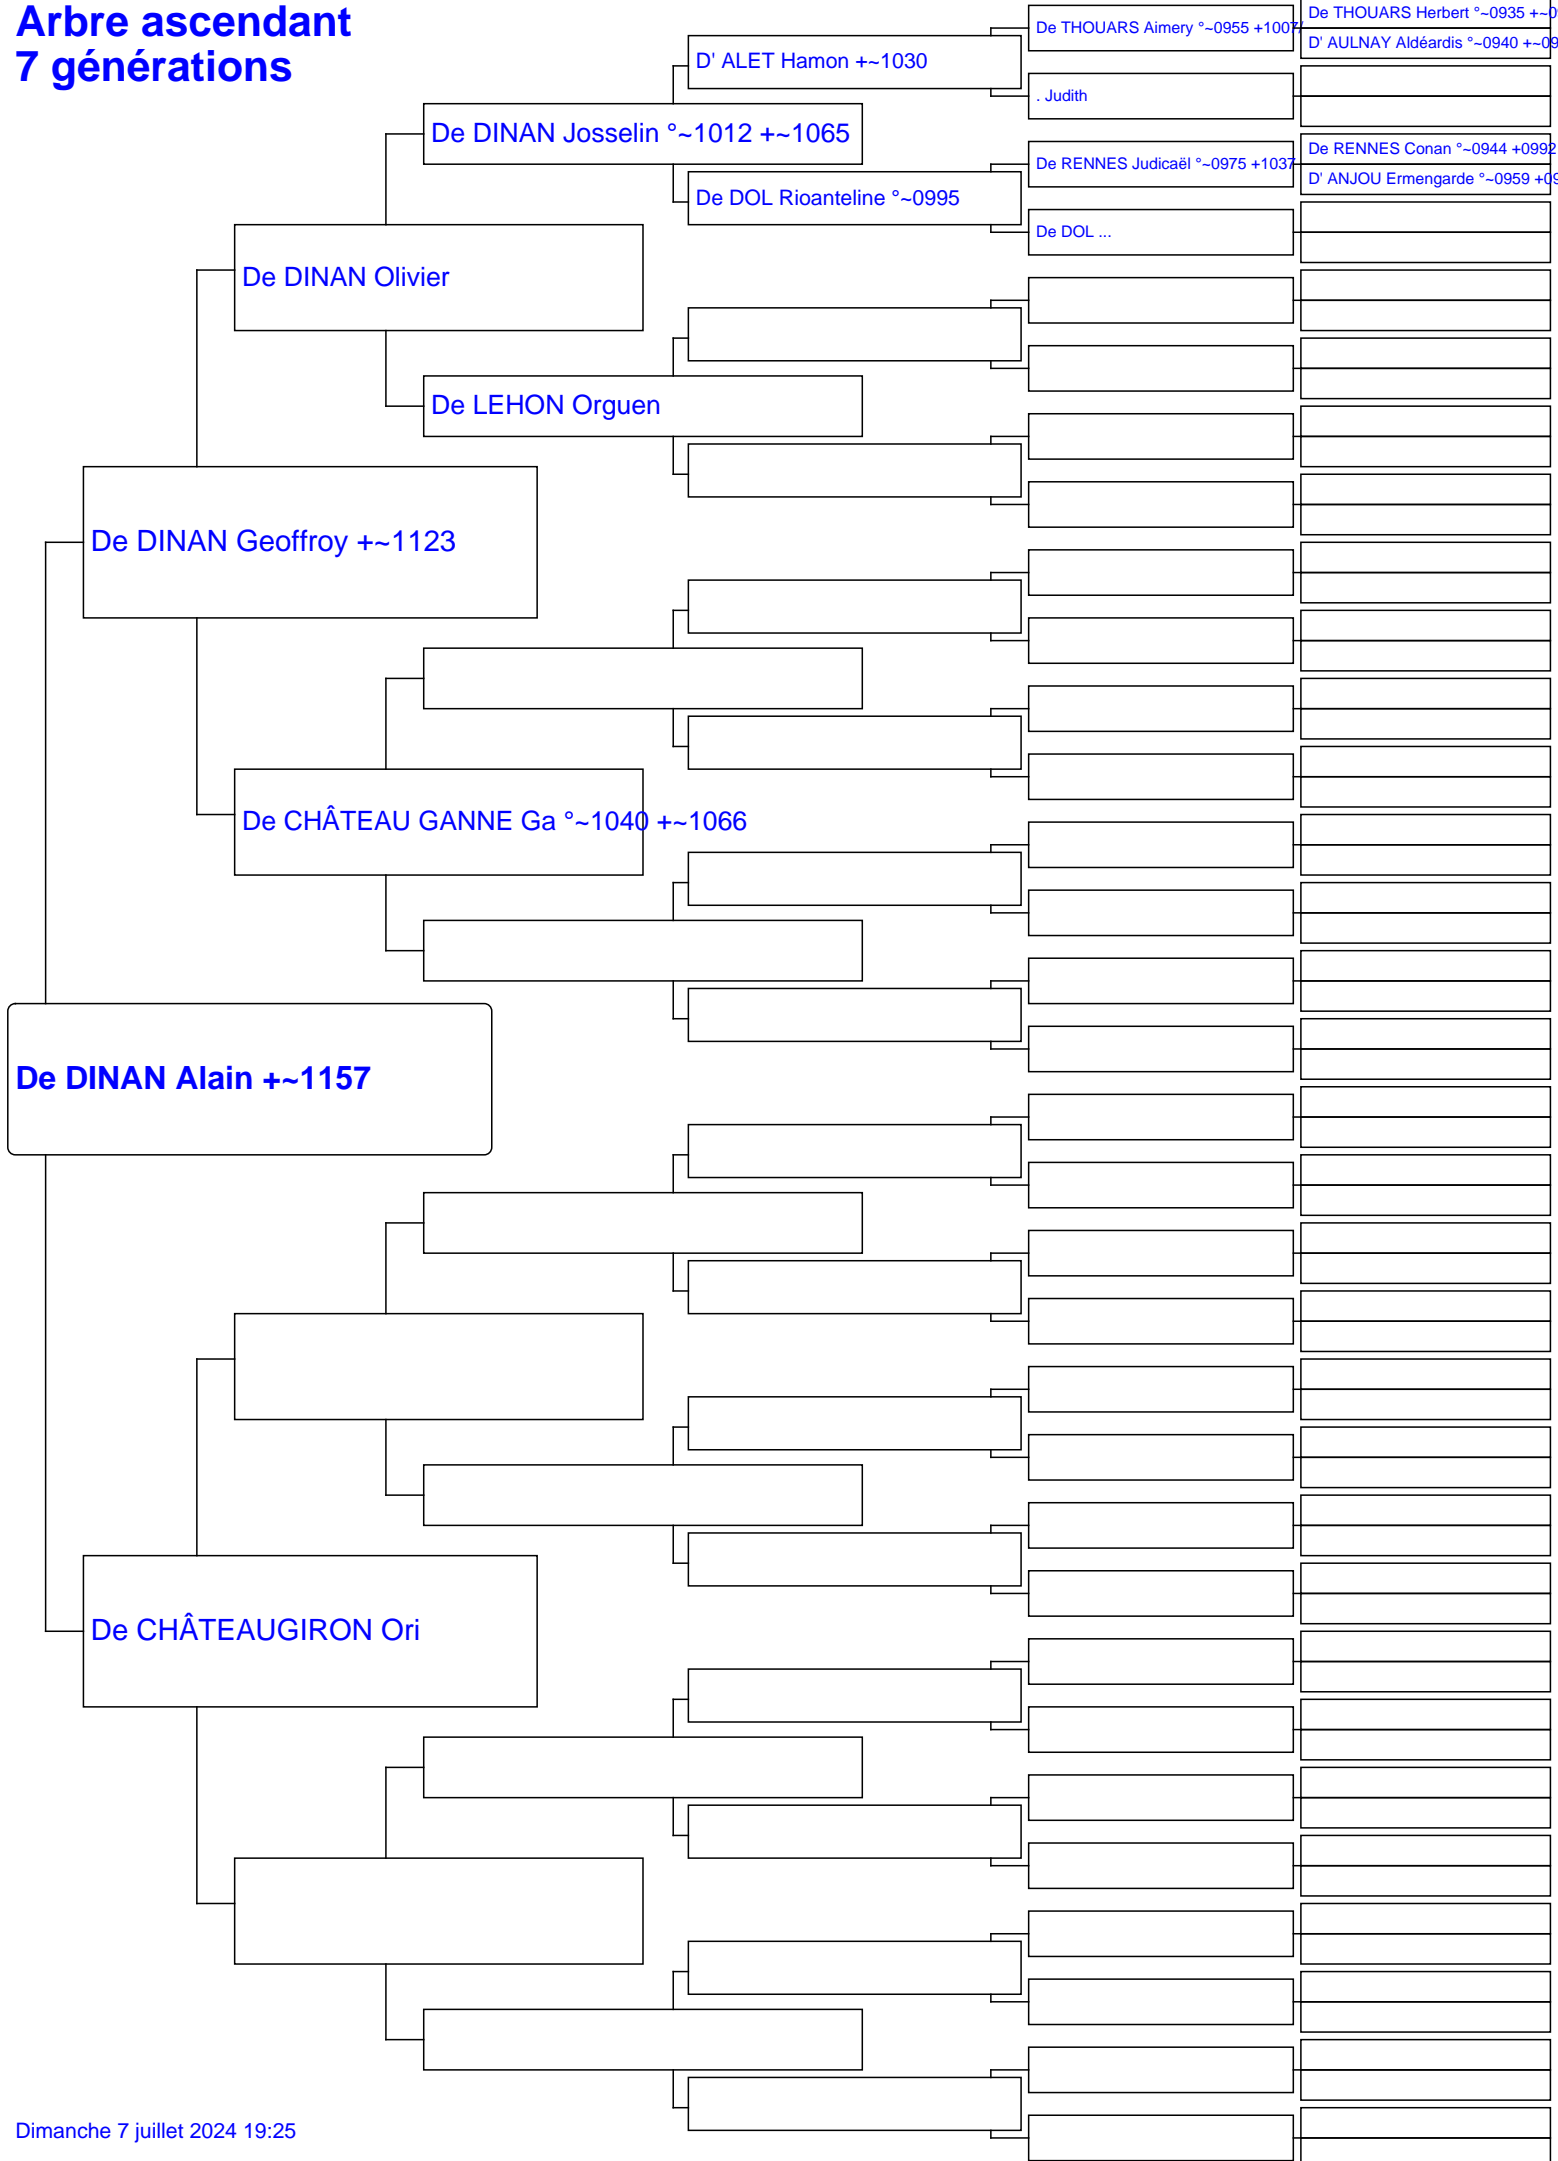 Arbre ascendant
7 générations
De THOUARS Herbert °~0935 +~09
De THOUARS Aimery °~0955 +1007/
D' AULNAY Aldéardis °~0940 +~09
D' ALET Hamon +~1030
. Judith
De DINAN Josselin °~1012 +~1065
De RENNES Conan °~0944 +0992
De RENNES Judicaël °~0975 +1037
D' ANJOU Ermengarde °~0959 +09
De DOL Rioanteline °~0995
De DOL ...
De DINAN Olivier
De LEHON Orguen
De DINAN Geoffroy +~1123
De CHÂTEAU GANNE Ga °~1040 +~1066
De DINAN Alain +~1157
De CHÂTEAUGIRON Ori
Dimanche 7 juillet 2024 19:25